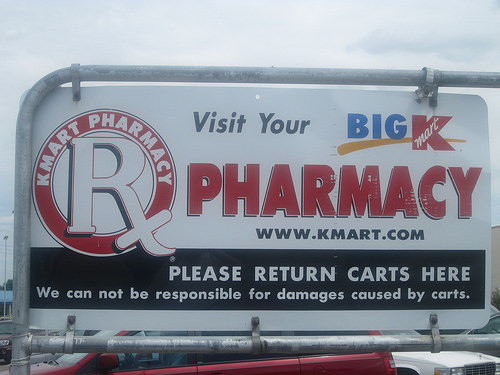 KMART PHARMACY
Rx
Visit Your BIG K mart
PHARMACY
WWW.KMART.COM
PLEASE RETURN CARTS HERE
We can not be responsible for damages caused by carts.